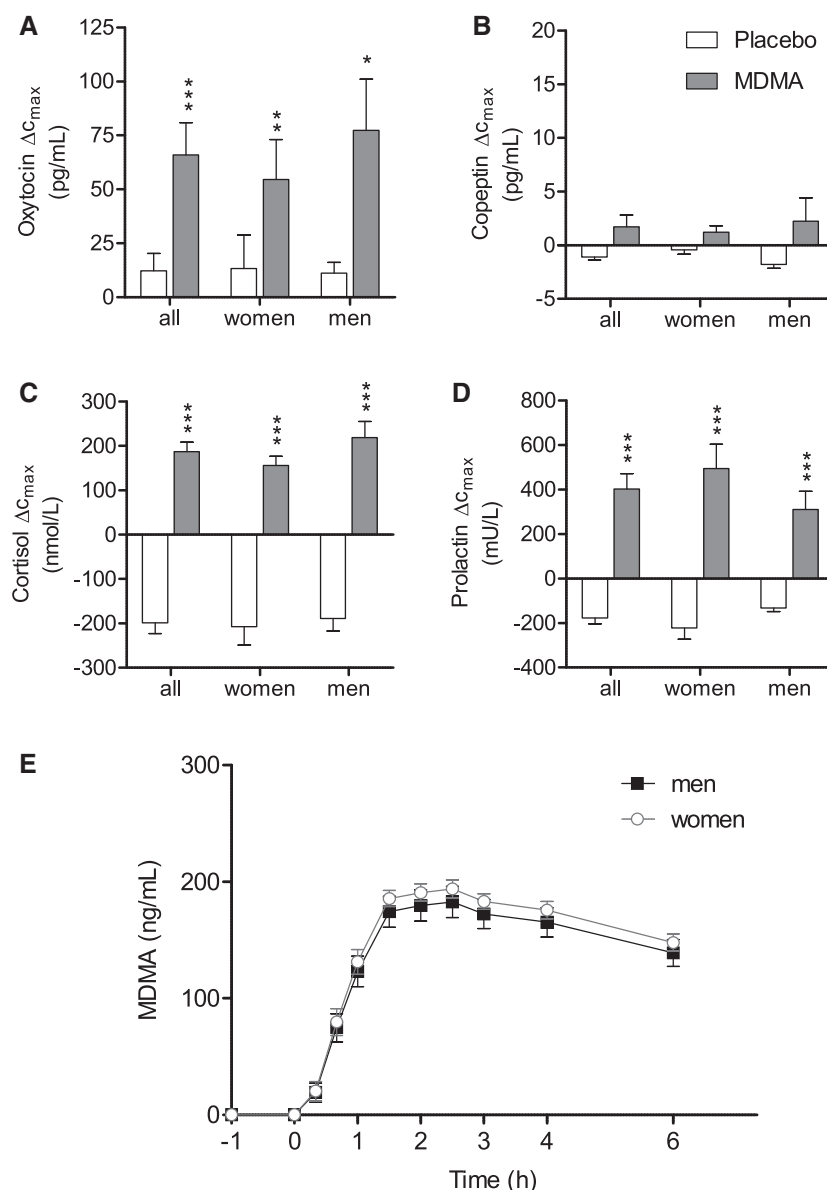 A
Oxytocin Δcmax
(pg/mL)
125
100
75
50
25
0
***
**
*
all women men
B
Copeptin Δcmax
(pg/mL)
20
15
10
5
0
-5
Placebo
MDMA
all women men
C
Cortisol Δcmax
(nmol/L)
300
200
100
0
-100
-200
-300
***
***
***
all women men
D
Prolactin Δcmax
(mU/L)
800
600
400
200
0
-200
-400
***
***
***
all women men
E
MDMA (ng/mL)
300
200
100
0
men
women
-1 0 1 2 3 4 6
Time (h)